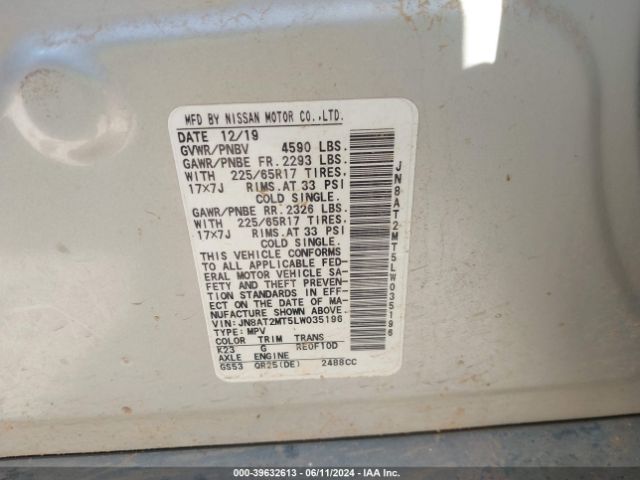 MFD BY NISSAN MOTOR CO.,LTD.
DATE 12/19
GVWR/PNBV 4590 LBS.
GAWR/PNBE FR. 2293 LBS.
WITH 225/65R17 TIRES,
17×7J RIMS.AT 33 PSI
COLD SINGLE.
GAWR/PNBE RR. 2326 LBS.
WITH 225/65R17 TIRES,
17×7J RIMS.AT 33 PSI
COLD SINGLE.
THIS VEHICLE CONFORMS
TO ALL APPLICABLE FED-
ERAL MOTOR VEHICLE SA-
FETY AND THEFT PREVEN-
TION STANDARDS IN EFF-
ECT ON THE DATE OF MA-
NUFACTURE SHOWN ABOVE.
VIN: JN8AT2MT5LW035196
TYPE: MPV
COLOR TRIM TRANS
K23 G RE0F10D
AXLE ENGINE
GS53 QR25(DE) 2488CC
JN8AT2MT5LW035196
000-39632613 - 06/11/2024 - IAA Inc.